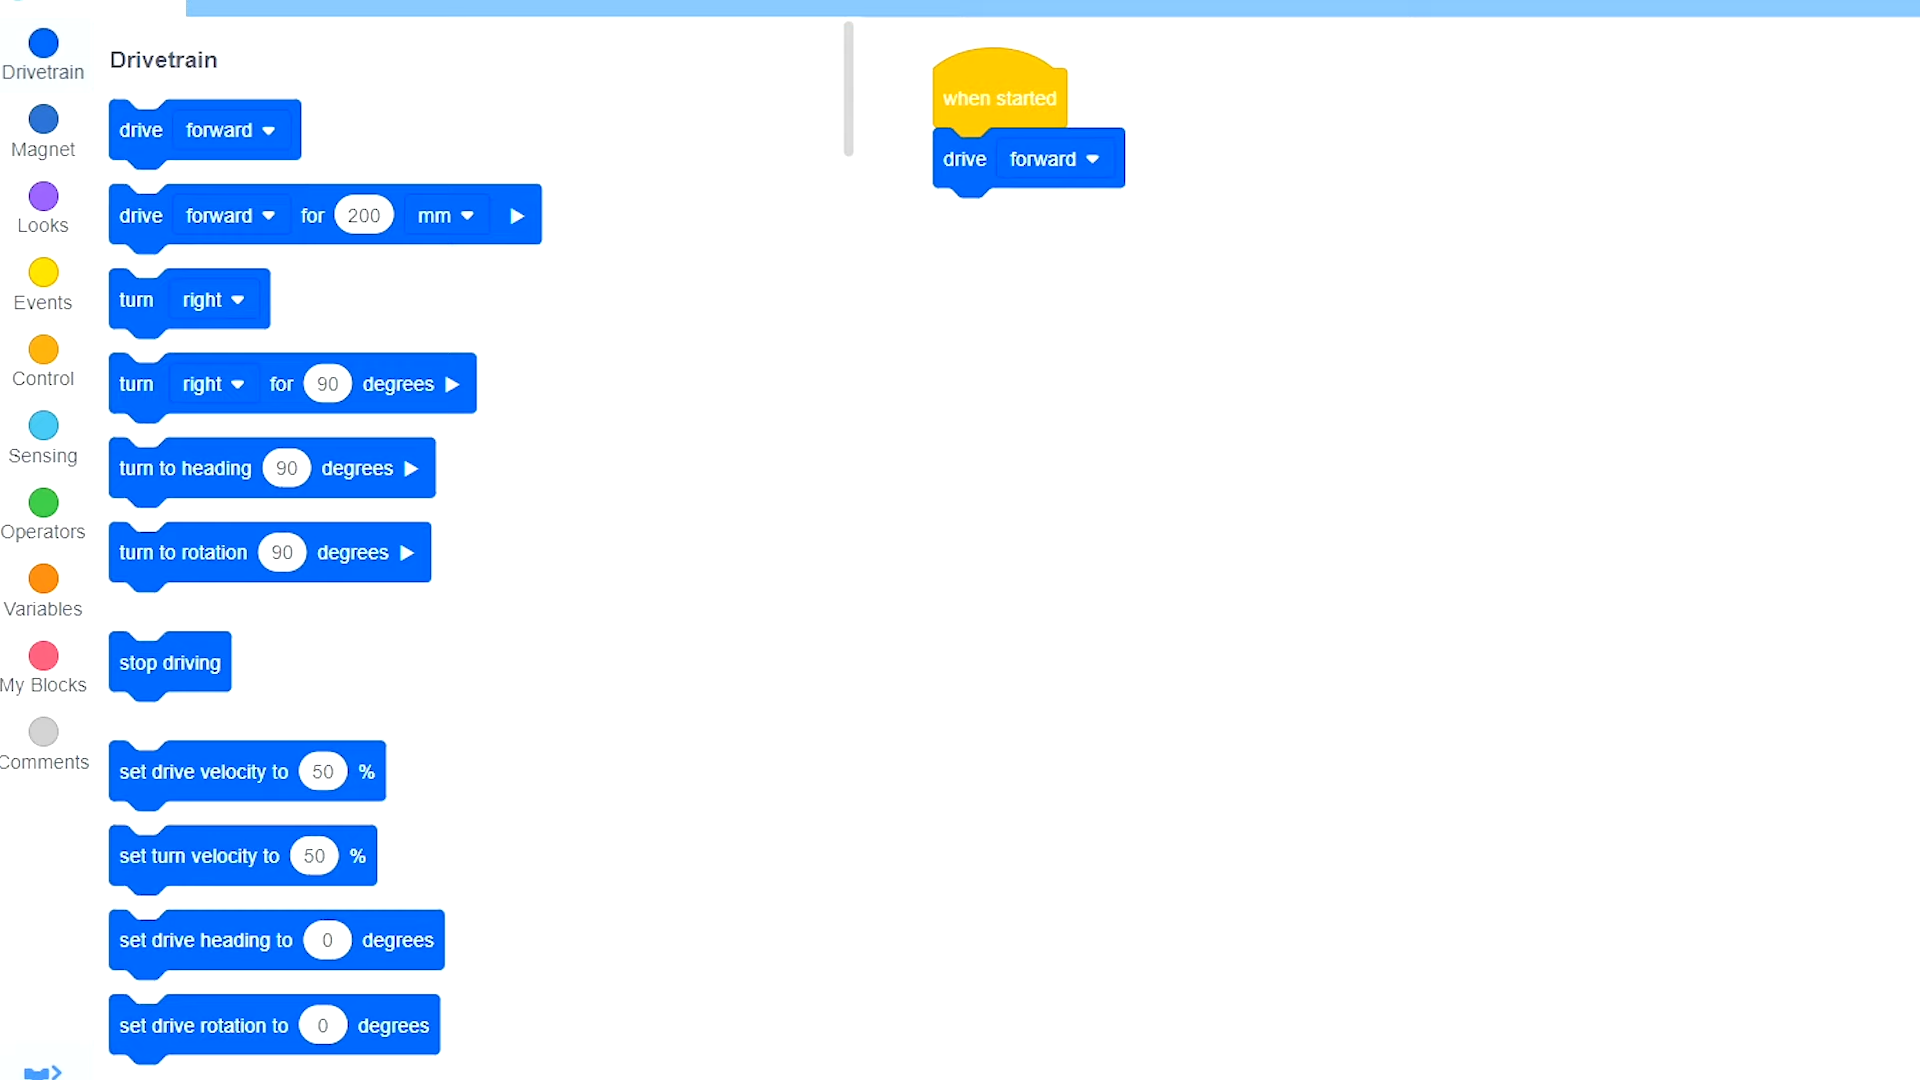 Drivetrain
Magnet
Looks
Events
Control
Sensing
Operators
Variables
My Blocks
Comments
Drivetrain
drive forward
drive forward for 200 mm
turn right
turn right for 90 degrees
turn to heading 90 degrees
turn to rotation 90 degrees
stop driving
set drive velocity to 50 %
set turn velocity to 50 %
set drive heading to 0 degrees
set drive rotation to 0 degrees
when started
drive forward